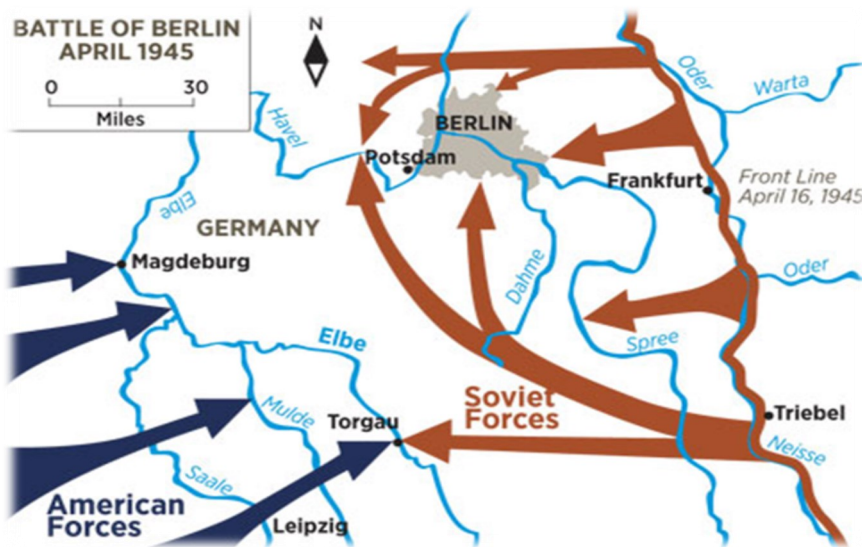 BATTLE OF BERLIN
APRIL 1945
0 30
Miles
N
Oder
Warta
Havel
BERLIN
Potsdam
Frankfurt
Front Line
April 16, 1945
Elbe
GERMANY
Magdeburg
Dahme
Oder
Elbe
Spree
Soviet
Forces
Triebel
Mulde
Torgau
Neisse
Saale
American
Forces
Leipzig